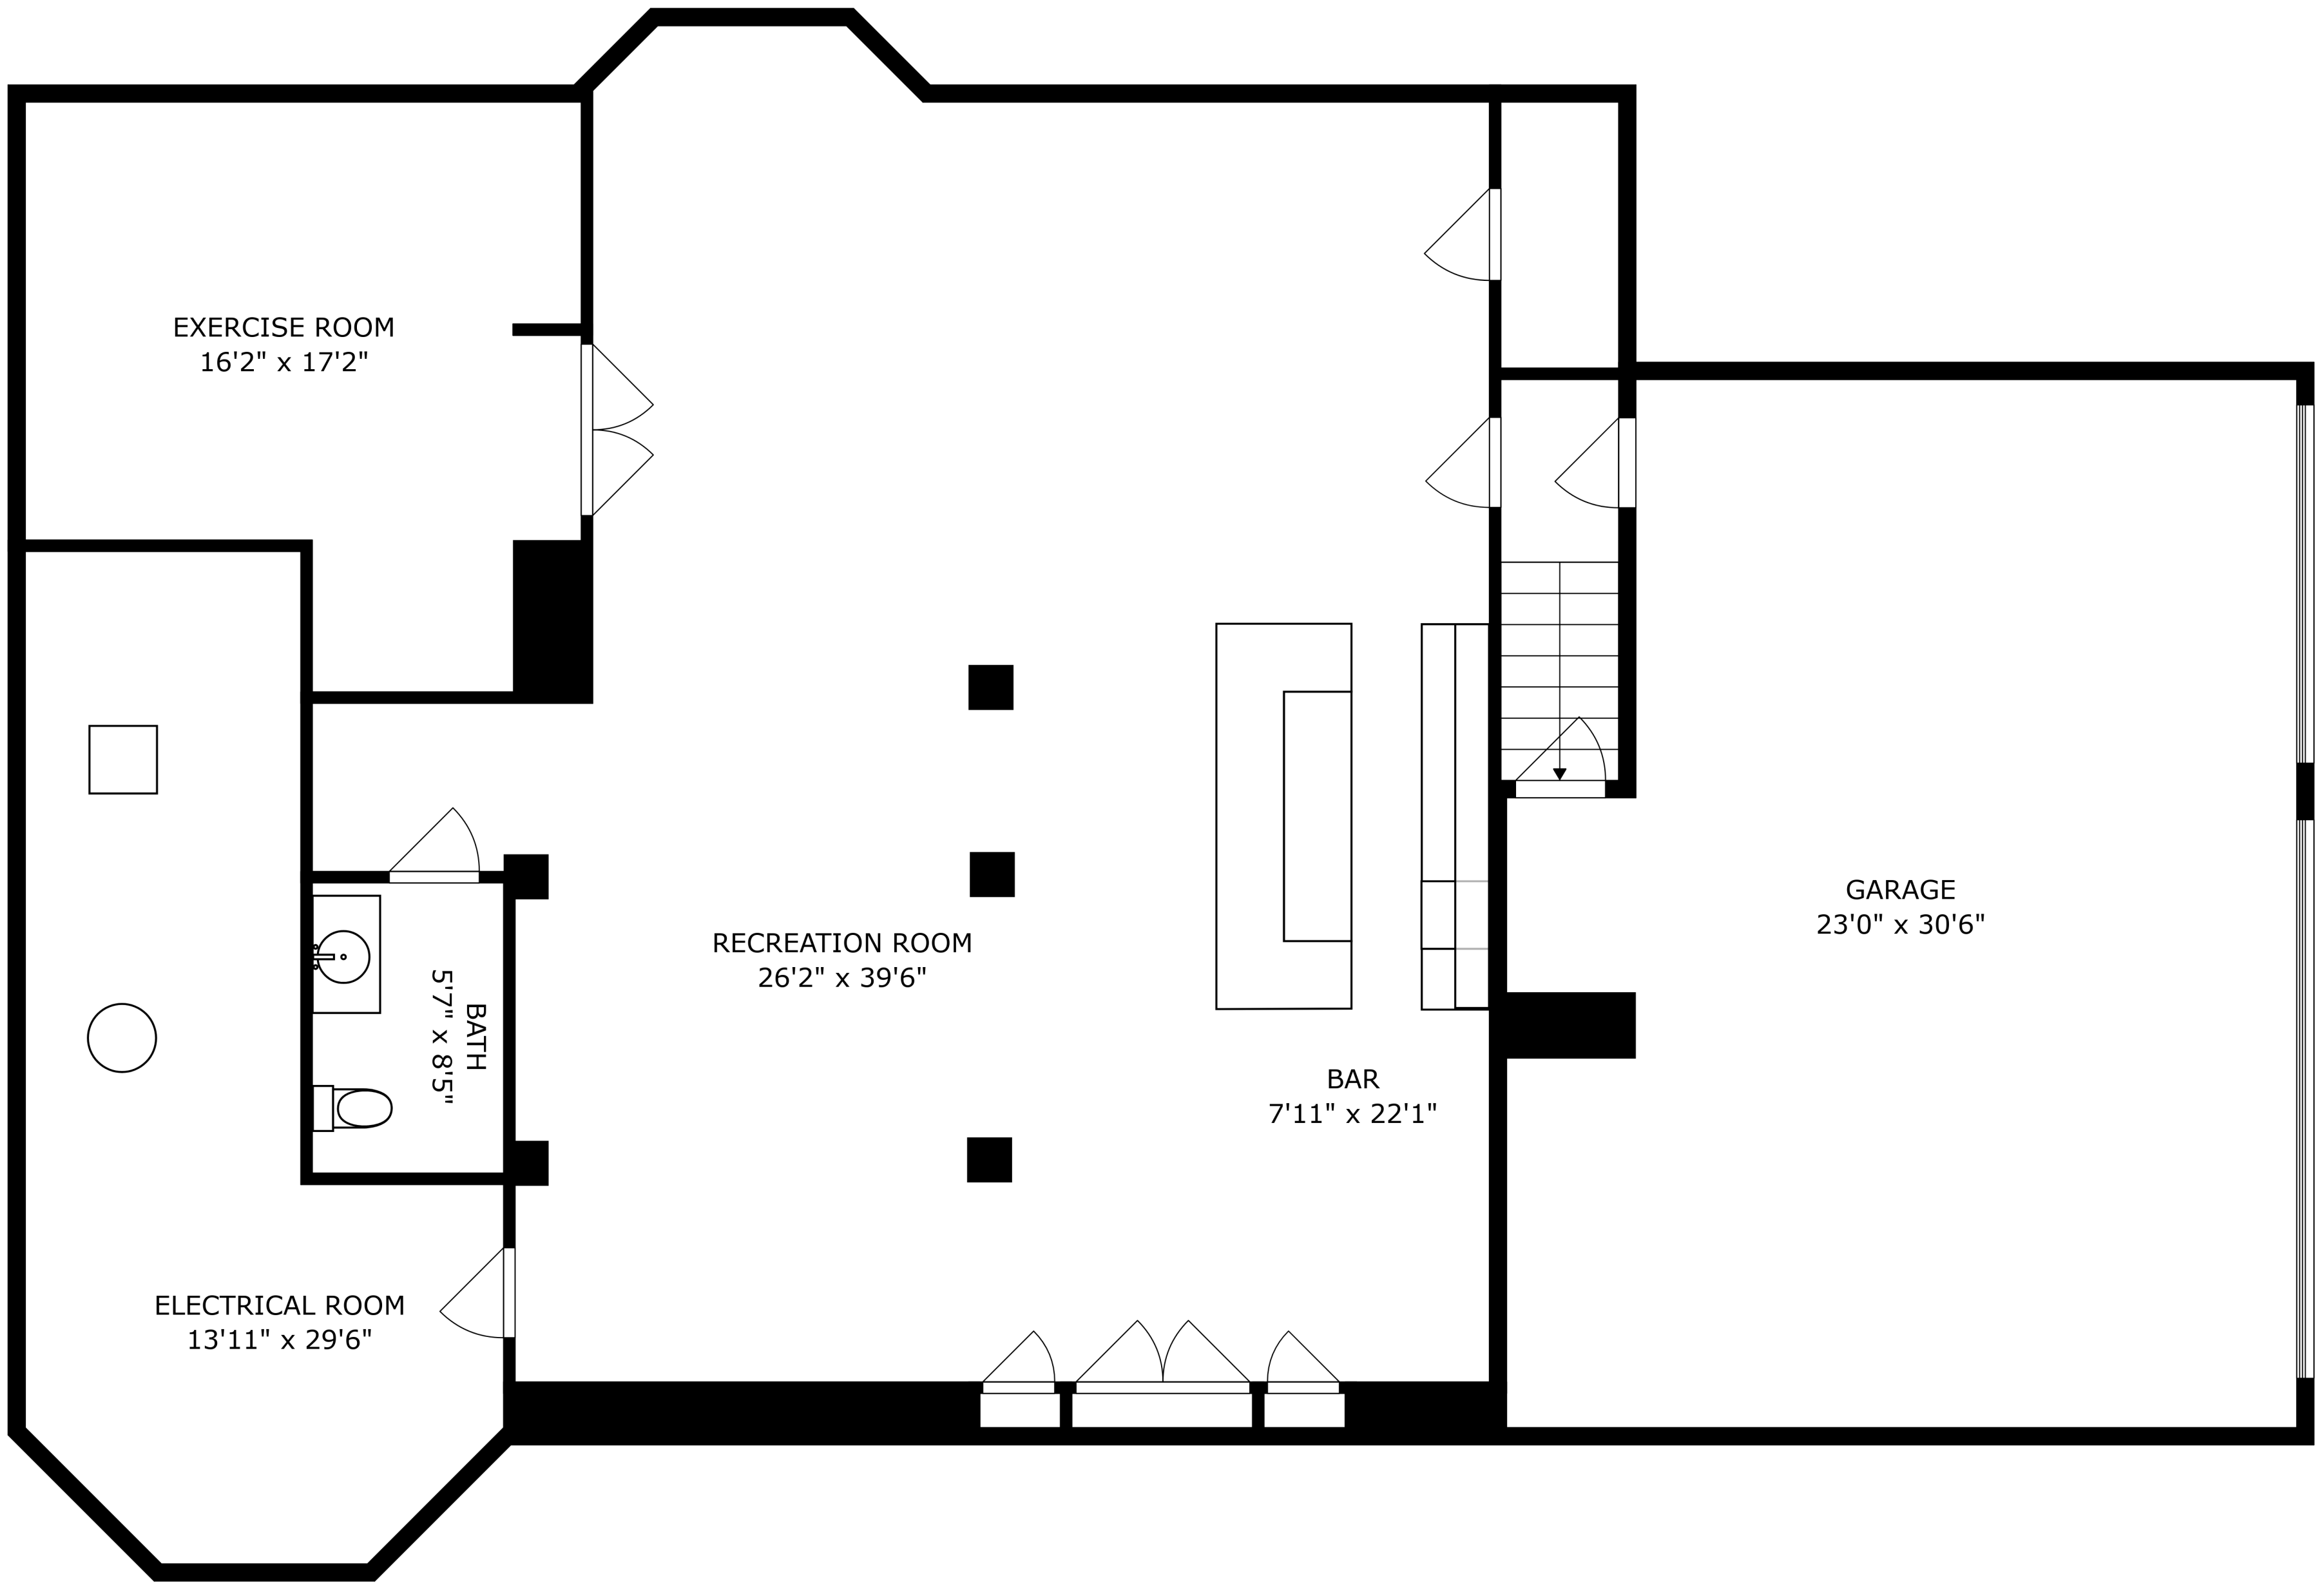 EXERCISE ROOM
16'2" x 17'2"
GARAGE
23'0" x 30'6"
RECREATION ROOM
26'2" x 39'6"
BATH
5'7" x 8'5"
BAR
7'11" x 22'1"
ELECTRICAL ROOM
13'11" x 29'6"